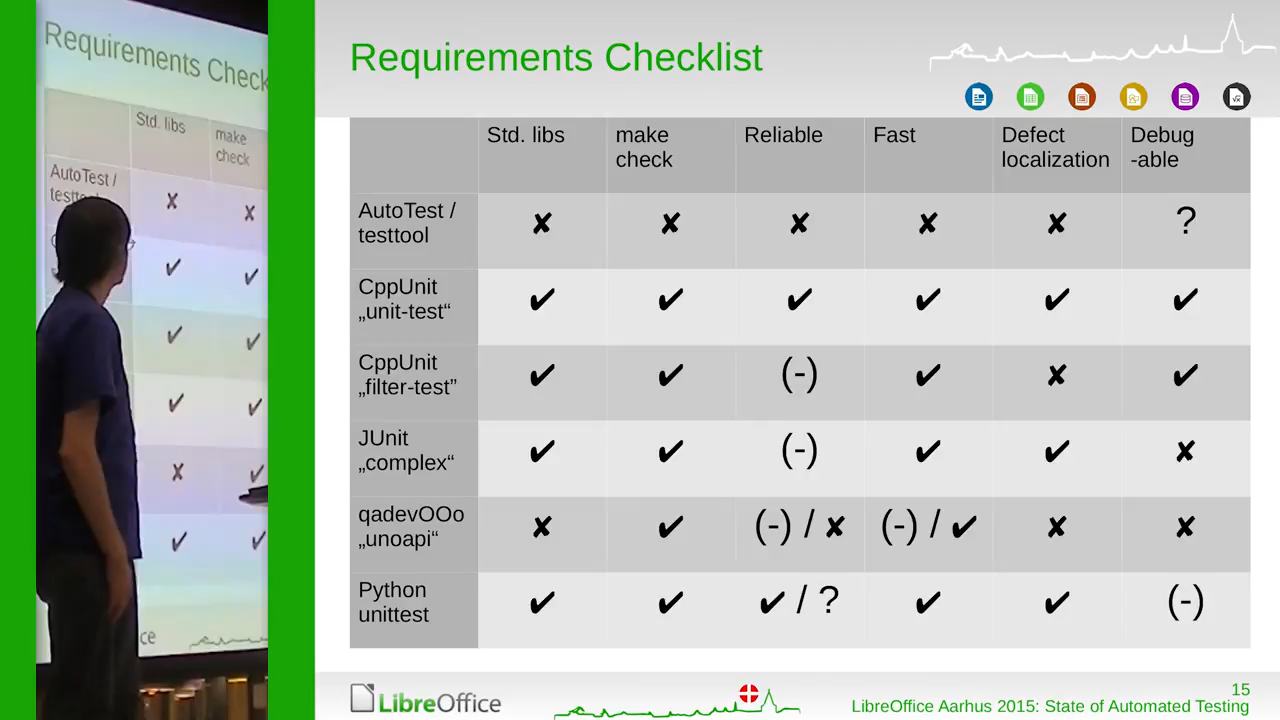 Requirements Check
Std. libs
make
check
AutoTest /
✘ ✘
✔ ✔
✔ ✔
✔ ✔
✘ ✔
✔ ✔
ce
Requirements Checklist
Std. libs make check Reliable Fast Defect localization Debug -able
AutoTest / testtool ✘ ✘ ✘ ✘ ✘ ?
CppUnit „unit-test“ ✔ ✔ ✔ ✔ ✔ ✔
CppUnit „filter-test” ✔ ✔ (-) ✔ ✘ ✔
JUnit „complex“ ✔ ✔ (-) ✔ ✔ ✘
qadevOOo „unoapi“ ✘ ✔ (-) / ✘ (-) / ✔ ✘ ✘
Python unittest ✔ ✔ ✔ / ? ✔ ✔ (-)
LibreOffice
15
LibreOffice Aarhus 2015: State of Automated Testing